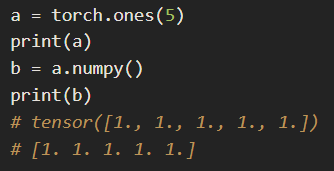 a = torch.ones(5)
print(a)
b = a.numpy()
print(b)
# tensor([1., 1., 1., 1., 1.])
# [1. 1. 1. 1. 1.]